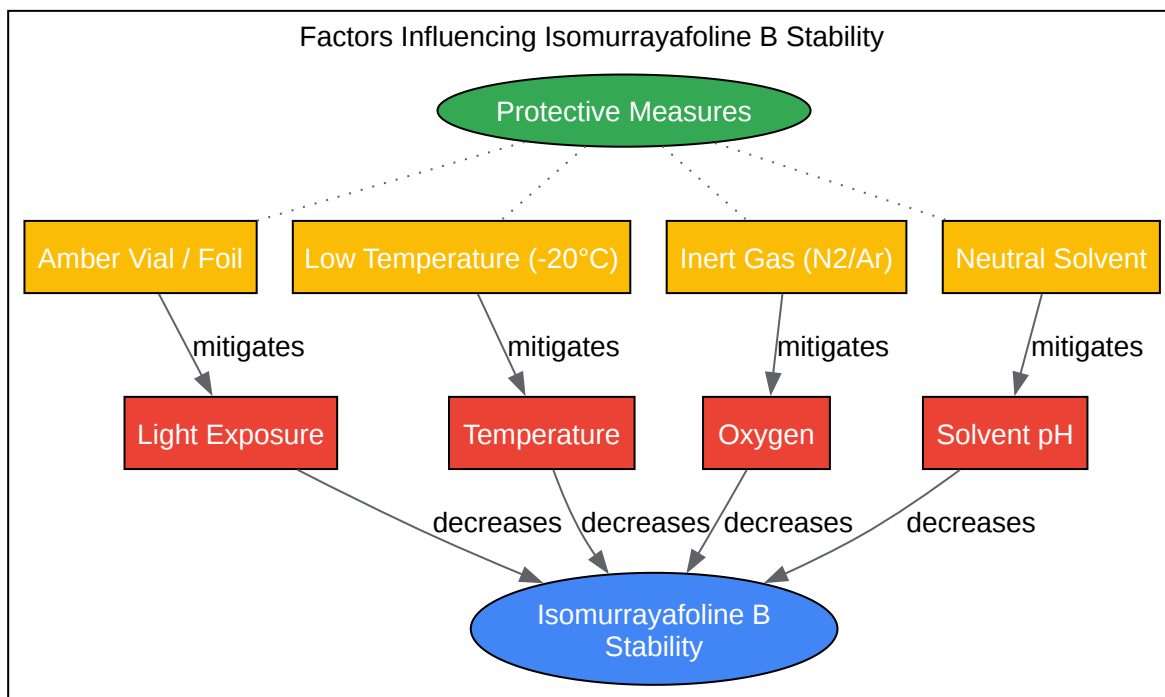 Factors Influencing Isomurrayafoline B Stability
Protective Measures
Amber Vial / Foil
Low Temperature (-20°C)
Inert Gas (N2/Ar)
Neutral Solvent
mitigates
mitigates
mitigates
mitigates
Light Exposure
Temperature
Oxygen
Solvent pH
decreases
decreases
decreases
decreases
Isomurrayafoline B
Stability